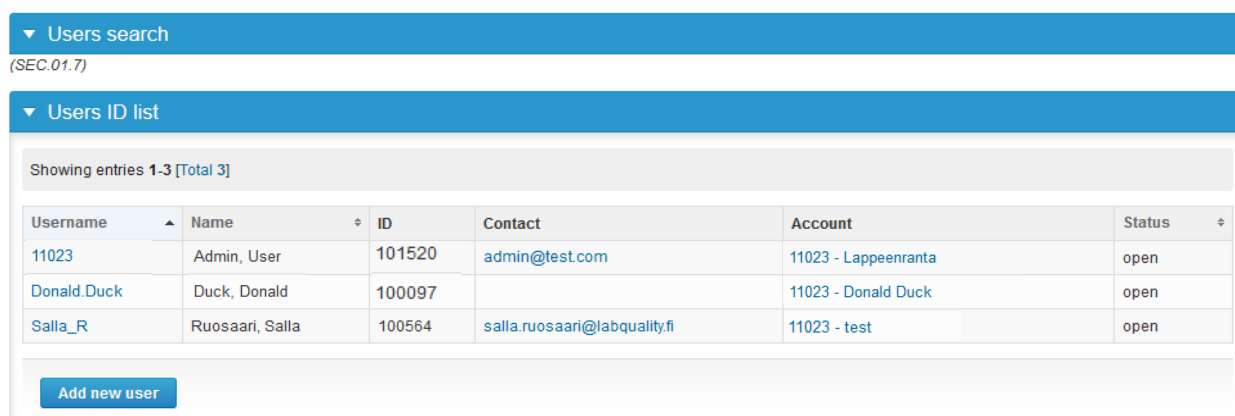 Users search
(SEC.01.7)
Users ID list
Showing entries 1-3 [Total 3]
Username Name ID Contact Account Status
11023 Admin, User 101520 admin@test.com 11023 - Lappeenranta open
Donald.Duck Duck, Donald 100097 11023 - Donald Duck open
Salla_R Ruosaari, Salla 100564 salla.ruosaari@labquality.fi 11023 - test open
Add new user